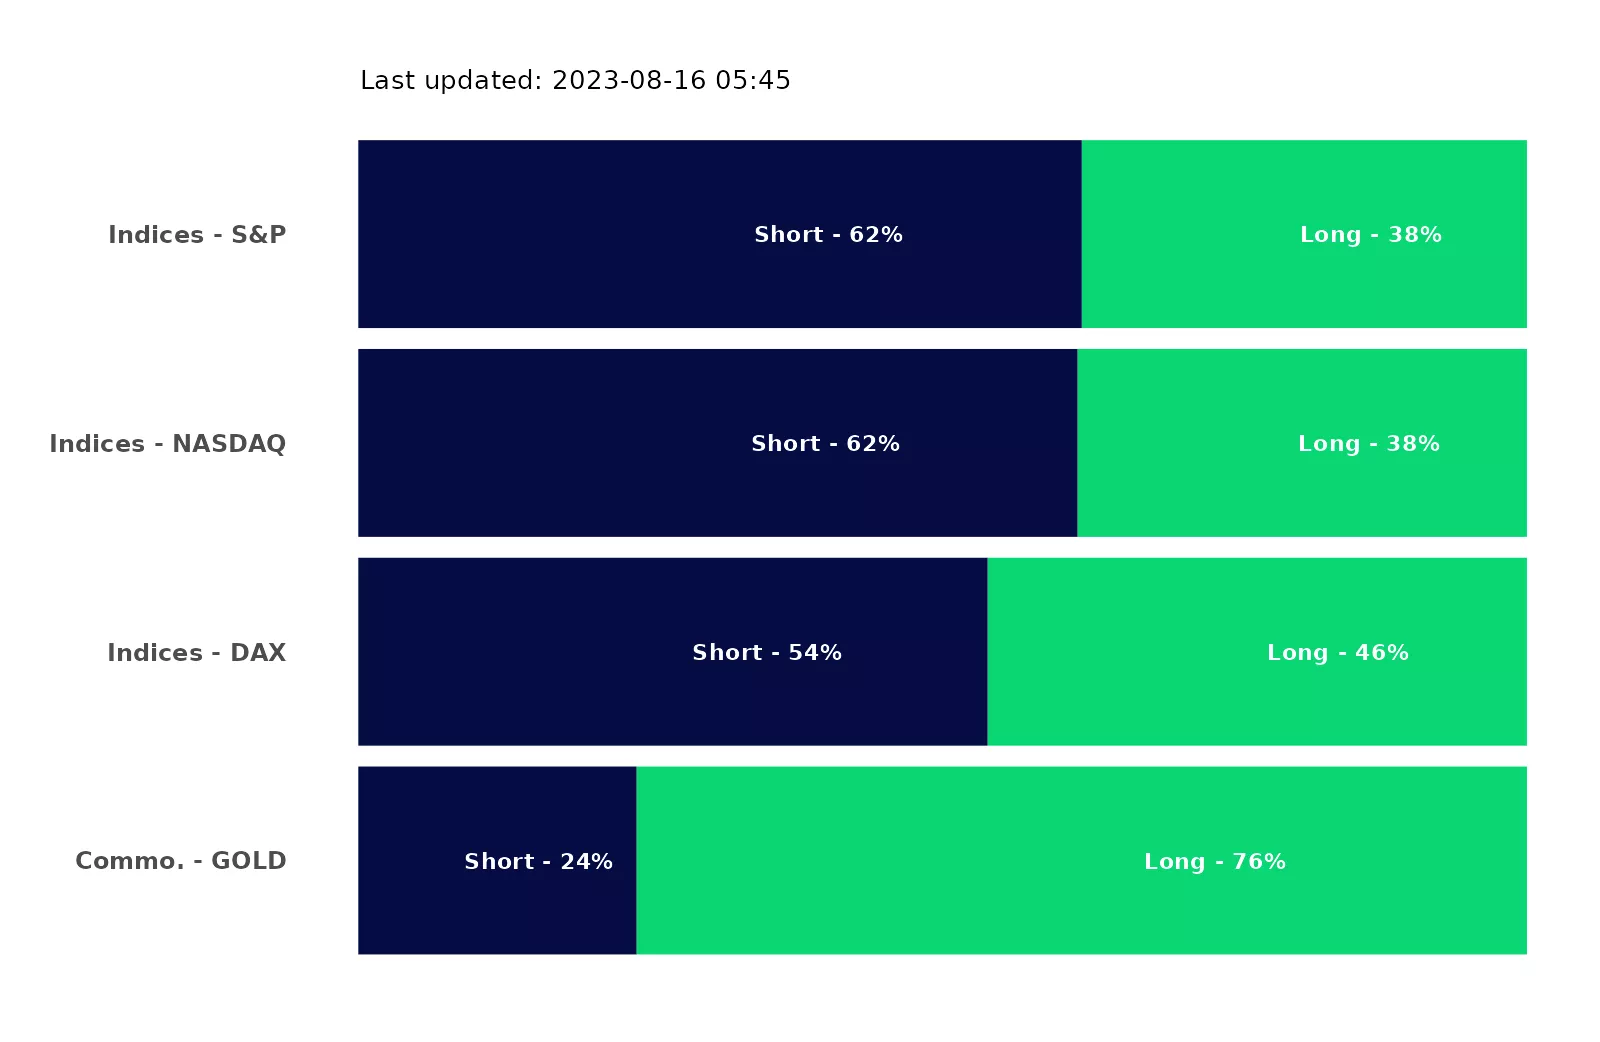 Last updated: 2023-08-16 05:45
Indices - S&P Short - 62% Long - 38%
Indices - NASDAQ Short - 62% Long - 38%
Indices - DAX Short - 54% Long - 46%
Commo. - GOLD Short - 24% Long - 76%